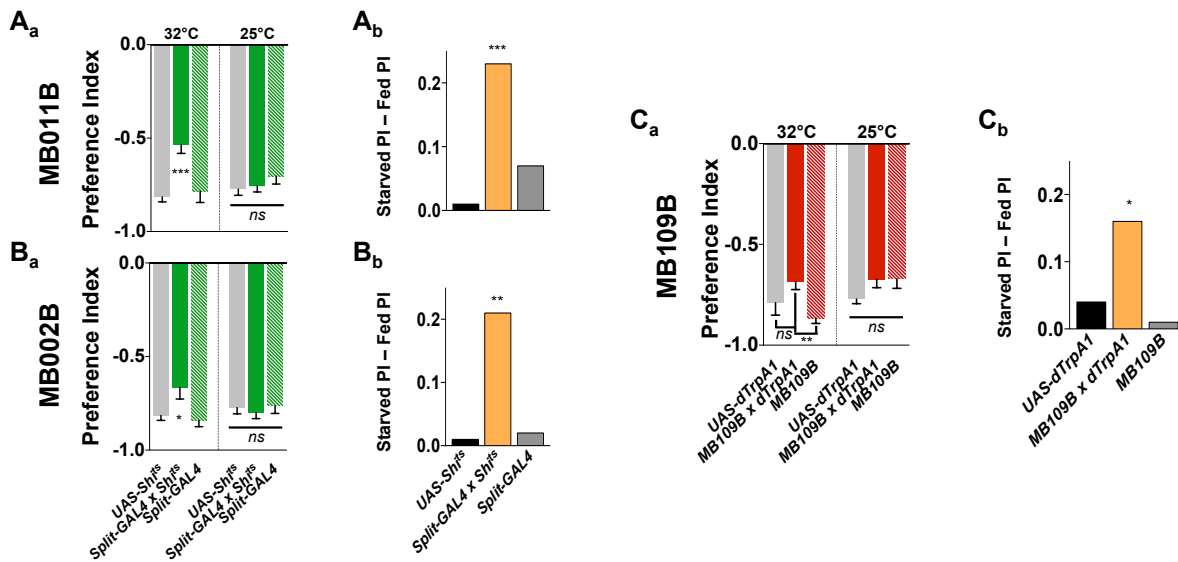 Aa
32°C 25°C
MB011B
Preference Index
0.0
-0.5
-1.0
***
ns
Ab
Starved PI – Fed PI
0.2
0.1
0.0
***
Ba
MB002B
Preference Index
0.0
-0.5
-1.0
*
ns
UAS-Shits
Split-GAL4 x Shits
Split-GAL4
UAS-Shits
Split-GAL4 x Shits
Split-GAL4
Bb
Starved PI – Fed PI
0.2
0.1
0.0
**
UAS-Shits
Split-GAL4 x Shits
Split-GAL4
Ca
32°C 25°C
MB109B
Preference Index
0.0
-0.5
-1.0
ns
**
ns
UAS-dTrpA1
MB109B x dTrpA1
MB109B
UAS-dTrpA1
MB109B x dTrpA1
MB109B
Cb
Starved PI – Fed PI
0.2
0.1
0.0
*
UAS-dTrpA1
MB109B x dTrpA1
MB109B